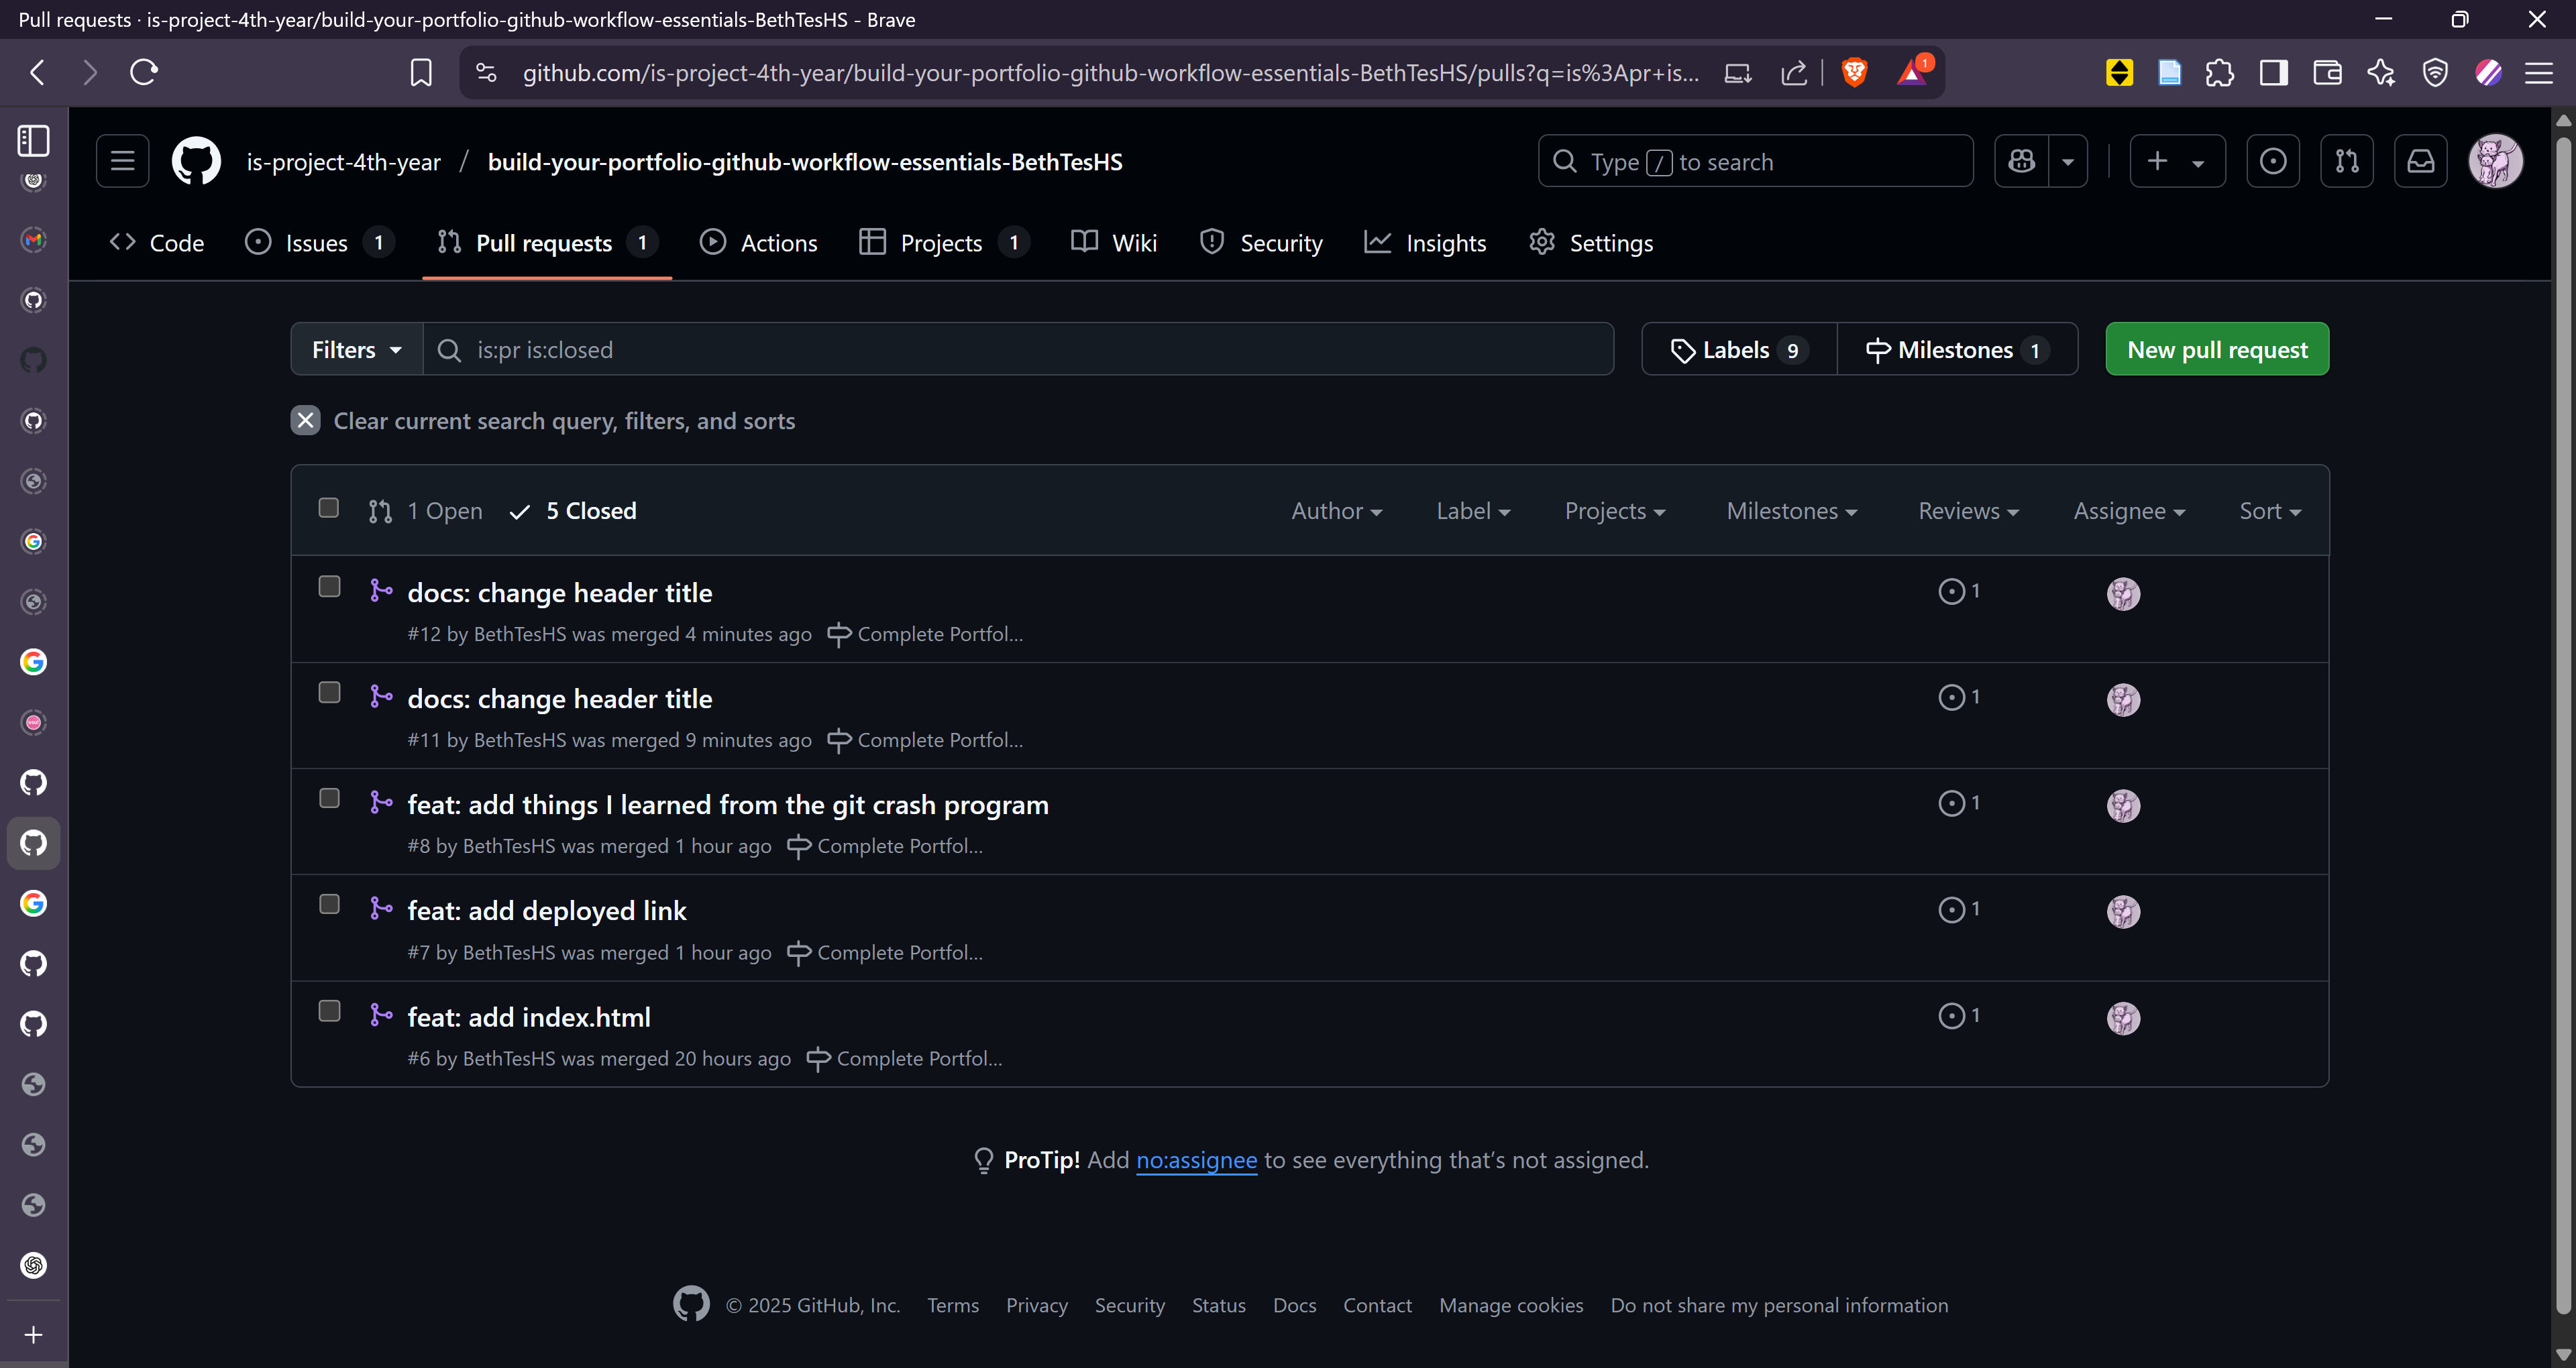 Pull requests · is-project-4th-year/build-your-portfolio-github-workflow-essentials-BethTesHS - Brave
github.com/is-project-4th-year/build-your-portfolio-github-workflow-essentials-BethTesHS/pulls?q=is%3Apr+is... 1
is-project-4th-year / build-your-portfolio-github-workflow-essentials-BethTesHS Type / to search
Code Issues 1 Pull requests 1 Actions Projects 1 Wiki Security Insights Settings
Filters is:pr is:closed Labels 9 Milestones 1 New pull request
Clear current search query, filters, and sorts
1 Open 5 Closed Author Label Projects Milestones Reviews Assignee Sort
docs: change header title 1
#12 by BethTesHS was merged 4 minutes ago Complete Portfol...
docs: change header title 1
#11 by BethTesHS was merged 9 minutes ago Complete Portfol...
feat: add things I learned from the git crash program 1
#8 by BethTesHS was merged 1 hour ago Complete Portfol...
feat: add deployed link 1
#7 by BethTesHS was merged 1 hour ago Complete Portfol...
feat: add index.html 1
#6 by BethTesHS was merged 20 hours ago Complete Portfol...
ProTip! Add no:assignee to see everything that's not assigned.
© 2025 GitHub, Inc. Terms Privacy Security Status Docs Contact Manage cookies Do not share my personal information